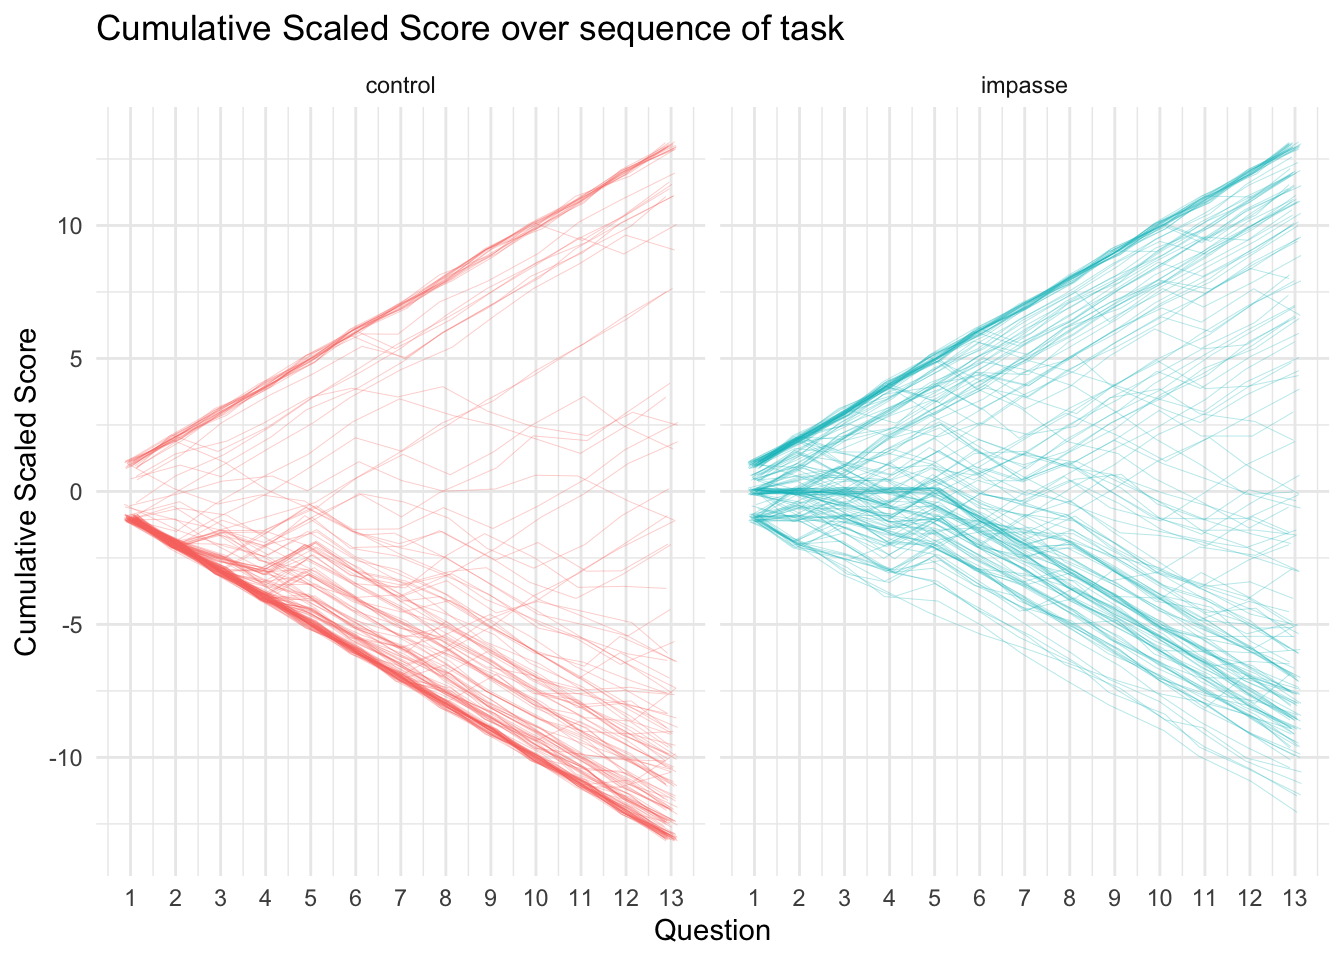 Cumulative Scaled Score over sequence of task
control
impasse
Cumulative Scaled Score
10
5
0
-5
-10
1 2 3 4 5 6 7 8 9 10 11 12 13
1 2 3 4 5 6 7 8 9 10 11 12 13
Question